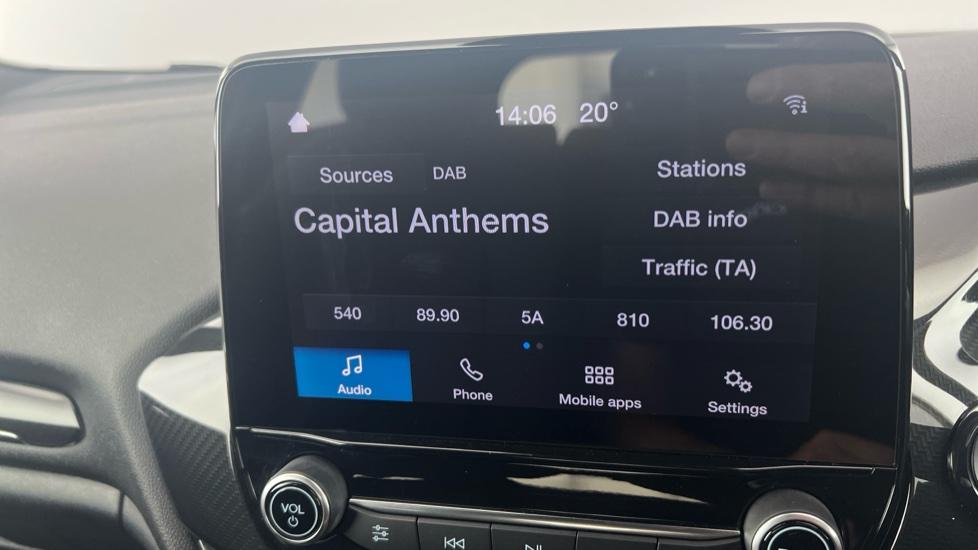 14:06 20°
Sources DAB Stations
Capital Anthems DAB info
Traffic (TA)
540 89.90 5A 810 106.30
Audio Phone Mobile apps Settings
VOL